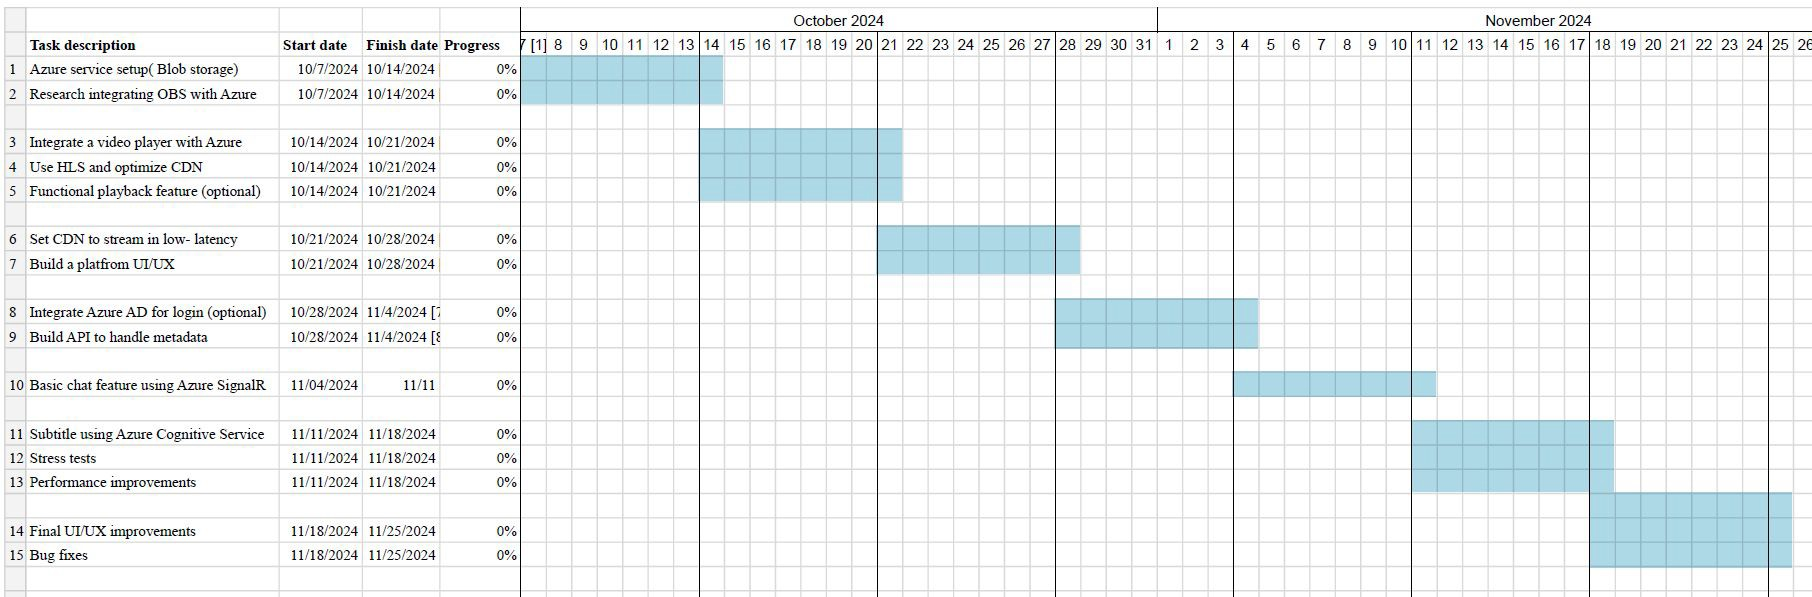 October 2024 November 2024
Task description Start date Finish date Progress 7 [1] 8 9 10 11 12 13 14 15 16 17 18 19 20 21 22 23 24 25 26 27 28 29 30 31 1 2 3 4 5 6 7 8 9 10 11 12 13 14 15 16 17 18 19 20 21 22 23 24 25 26
1 Azure service setup( Blob storage) 10/7/2024 10/14/2024 0%
2 Research integrating OBS with Azure 10/7/2024 10/14/2024 0%
3 Integrate a video player with Azure 10/14/2024 10/21/2024 0%
4 Use HLS and optimize CDN 10/14/2024 10/21/2024 0%
5 Functional playback feature (optional) 10/14/2024 10/21/2024 0%
6 Set CDN to stream in low- latency 10/21/2024 10/28/2024 0%
7 Build a platfrom UI/UX 10/21/2024 10/28/2024 0%
8 Integrate Azure AD for login (optional) 10/28/2024 11/4/2024 [7 0%
9 Build API to handle metadata 10/28/2024 11/4/2024 [8 0%
10 Basic chat feature using Azure SignalR 11/04/2024 11/11 0%
11 Subtitle using Azure Cognitive Service 11/11/2024 11/18/2024 0%
12 Stress tests 11/11/2024 11/18/2024 0%
13 Performance improvements 11/11/2024 11/18/2024 0%
14 Final UI/UX improvements 11/18/2024 11/25/2024 0%
15 Bug fixes 11/18/2024 11/25/2024 0%